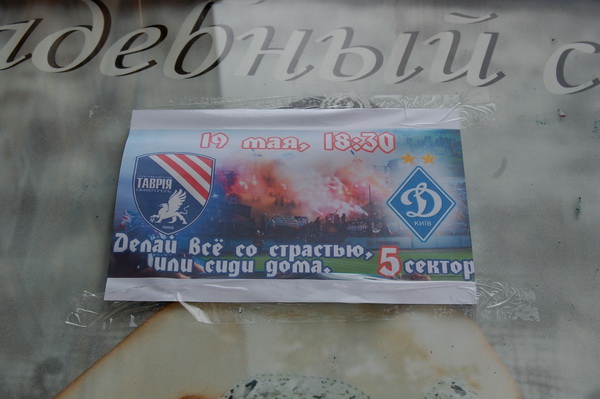 адебный с
19 мая, 18:30
ТАВРІЯ
КИЇВ
Делай всё со страстью,
или сиди дома. 5 сектор